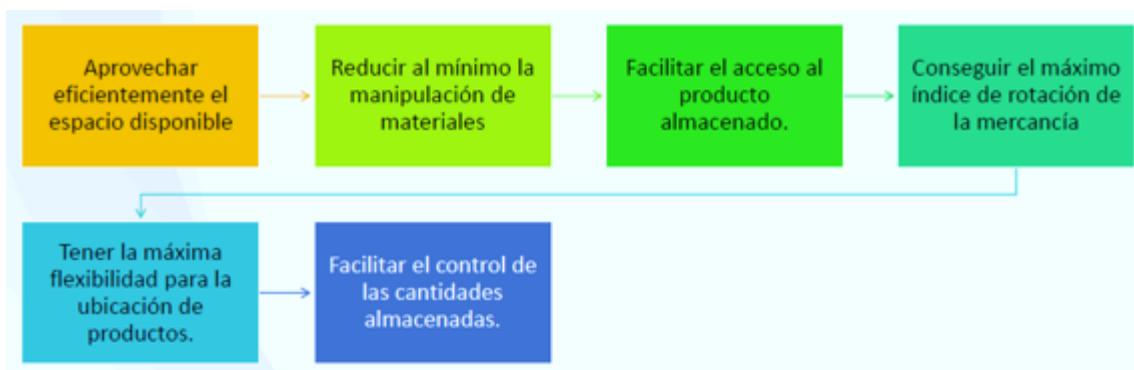 Aprovechar
eficientemente el
espacio disponible
Reducir al mínimo la
manipulación de
materiales
Facilitar el acceso al
producto
almacenado.
Conseguir el máximo
índice de rotación de
la mercancía
Tener la máxima
flexibilidad para la
ubicación de
productos.
Facilitar el control de
las cantidades
almacenadas.